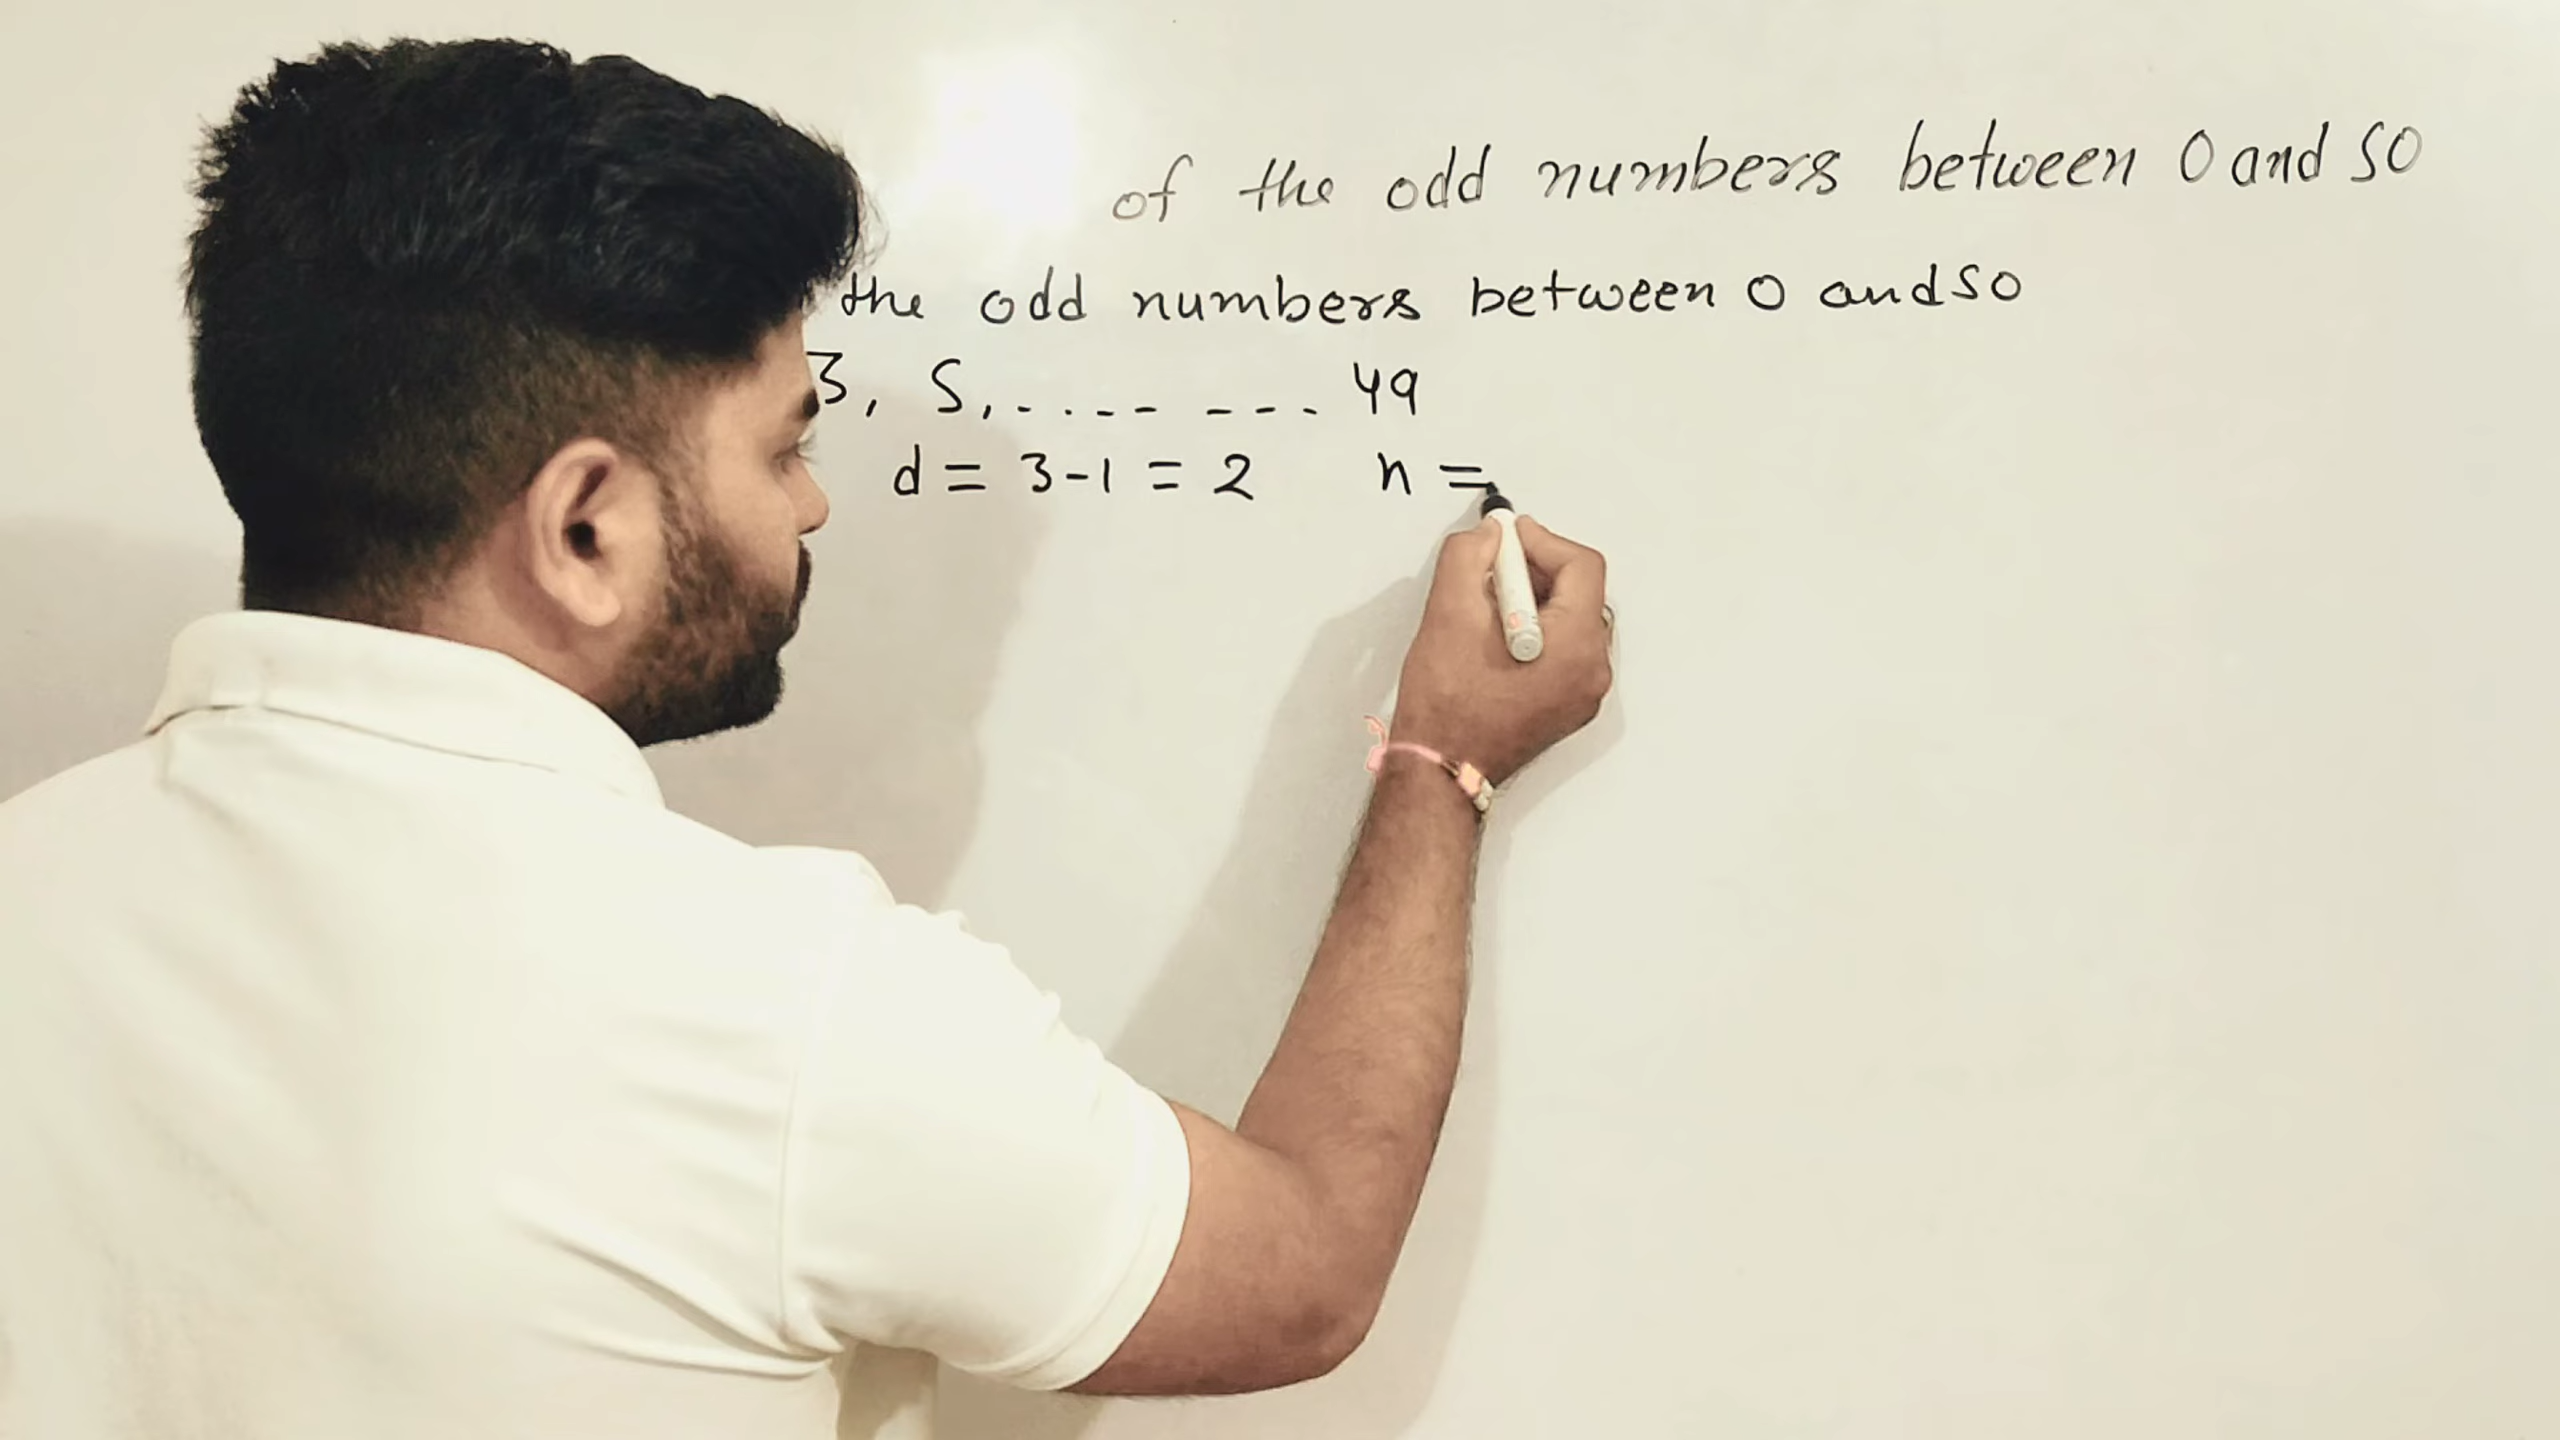 of the odd numbers between 0 and 50
the odd numbers between 0 and 50
3, 5, ..-- ---. 49
d = 3-1 = 2 n =